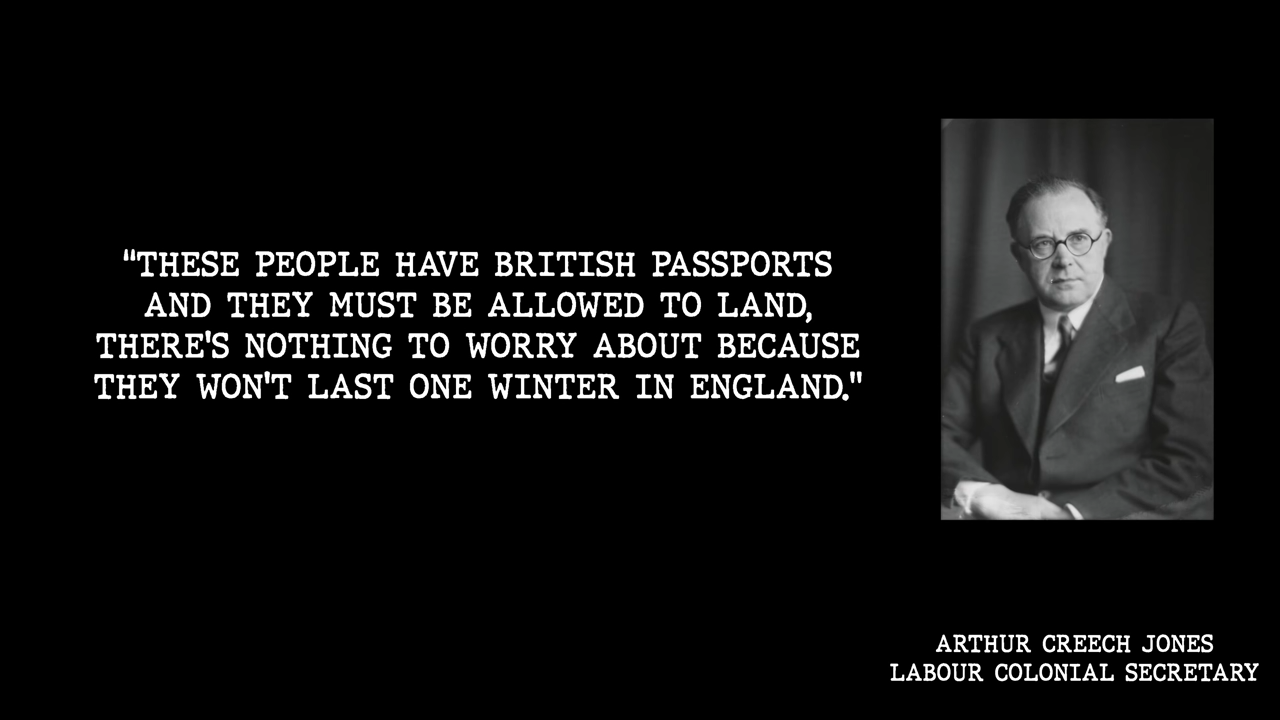 "THESE PEOPLE HAVE BRITISH PASSPORTS
AND THEY MUST BE ALLOWED TO LAND,
THERE'S NOTHING TO WORRY ABOUT BECAUSE
THEY WON'T LAST ONE WINTER IN ENGLAND."
ARTHUR CREECH JONES
LABOUR COLONIAL SECRETARY